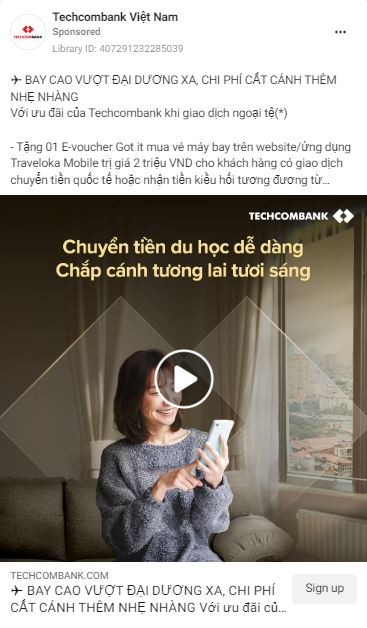 Techcombank Việt Nam
Sponsored
Library ID: 407291232285039
TECHCOMBANK
✈ BAY CAO VƯỢT ĐẠI DƯƠNG XA, CHI PHÍ CẤT CÁNH THÊM
NHẸ NHÀNG
Với ưu đãi của Techcombank khi giao dịch ngoại tệ(*)
- Tặng 01 E-voucher Got it mua vé máy bay trên website/ứng dụng
Traveloka Mobile trị giá 2 triệu VND cho khách hàng có giao dịch
chuyển tiền quốc tế hoặc nhận tiền kiều hối tương đương từ...
TECHCOMBANK
Chuyển tiền du học dễ dàng
Chắp cánh tương lai tươi sáng
TECHCOMBANK.COM
✈ BAY CAO VƯỢT ĐẠI DƯƠNG XA, CHI PHÍ
CẤT CÁNH THÊM NHẸ NHÀNG Với ưu đãi củ...
Sign up